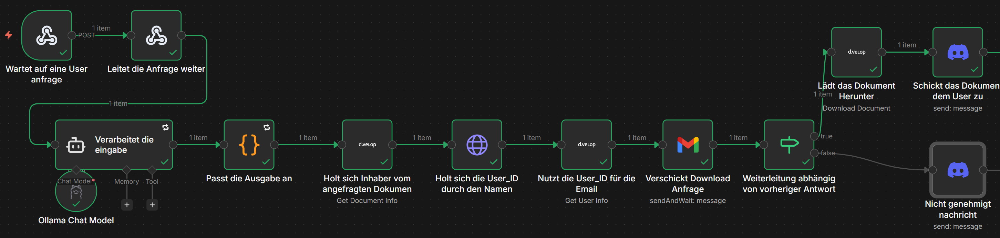 POST
1 item
Wartet auf eine User
anfrage
Leitet die Anfrage weiter
1 item
Verarbeitet die
eingabe
Chat Model*
Memory
Tool
Ollama Chat Model
1 item
Passt die Ausgabe an
1 item
d.velop
Holt sich Inhaber vom
angefragten Dokumen
Get Document Info
1 item
Holt sich die User_ID
durch den Namen
1 item
d.velop
Nutzt die User_ID für die
Email
Get User Info
1 item
Verschickt Download
Anfrage
sendAndWait: message
1 item
Weiterleitung abhängig
von vorheriger Antwort
true
false
1 item
d.velop
Lädt das Dokument
Herunter
Download Document
1 item
Schickt das Dokument
dem User zu
send: message
Nicht genehmigt
nachricht
send: message